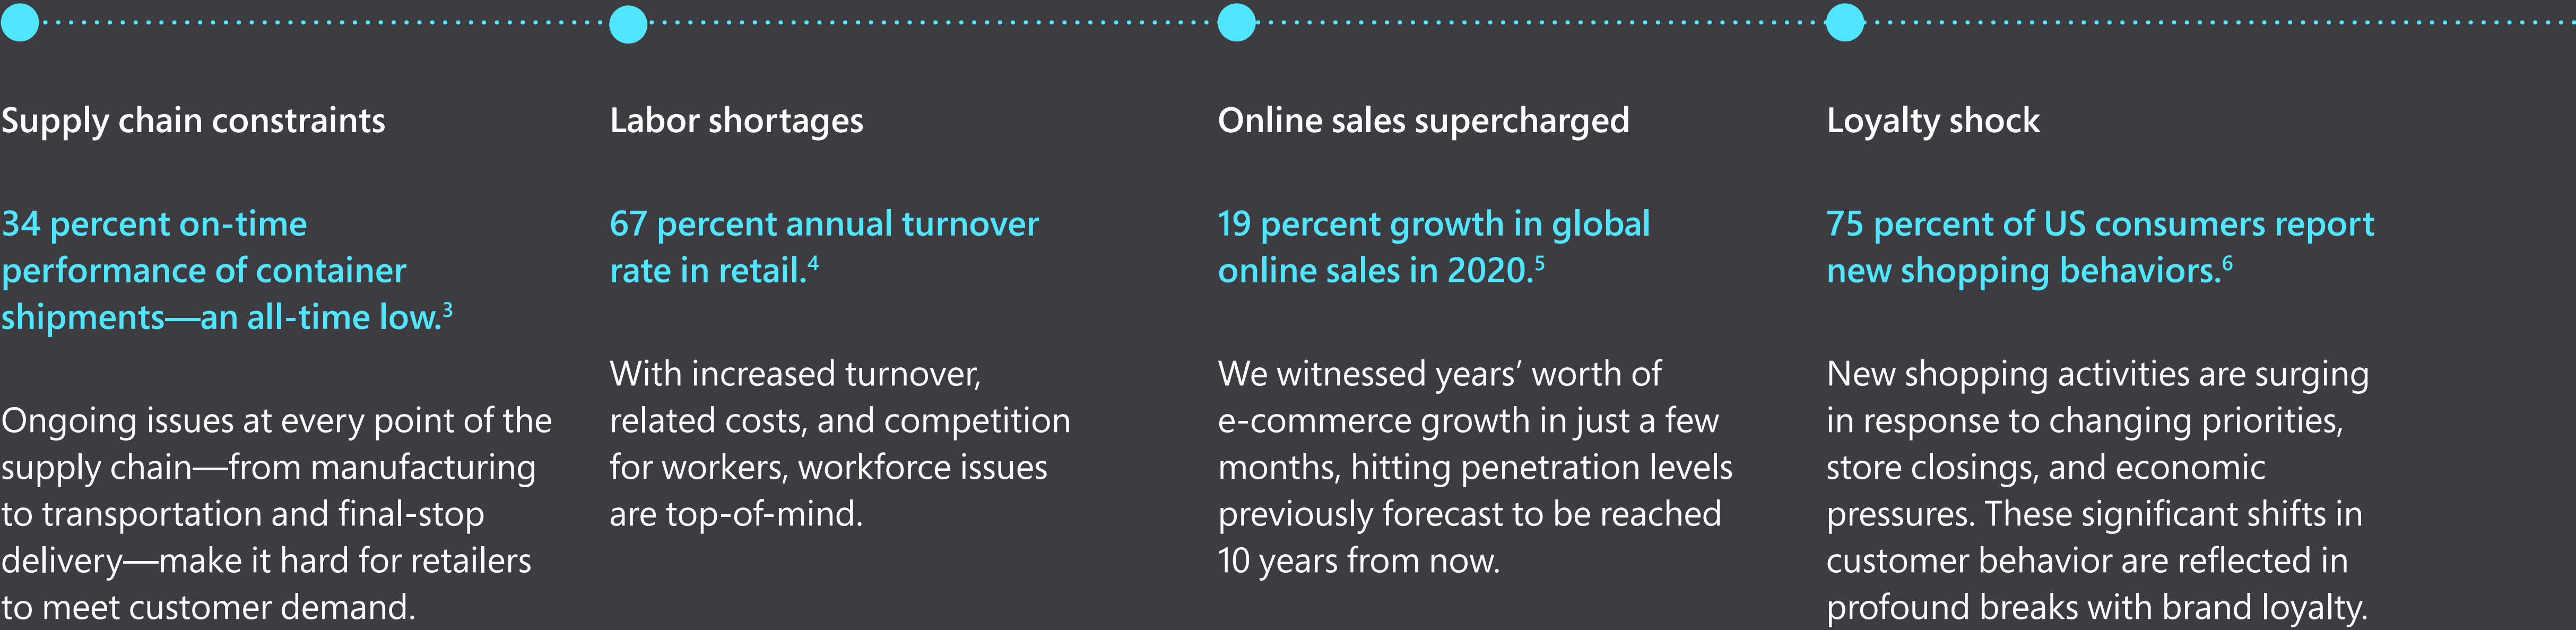 Supply chain constraints
34 percent on-time
performance of container
shipments—an all-time low.³
Ongoing issues at every point of the
supply chain—from manufacturing
to transportation and final-stop
delivery—make it hard for retailers
to meet customer demand.
Labor shortages
67 percent annual turnover
rate in retail.⁴
With increased turnover,
related costs, and competition
for workers, workforce issues
are top-of-mind.
Online sales supercharged
19 percent growth in global
online sales in 2020.⁵
We witnessed years’ worth of
e-commerce growth in just a few
months, hitting penetration levels
previously forecast to be reached
10 years from now.
Loyalty shock
75 percent of US consumers report
new shopping behaviors.⁶
New shopping activities are surging
in response to changing priorities,
store closings, and economic
pressures. These significant shifts in
customer behavior are reflected in
profound breaks with brand loyalty.